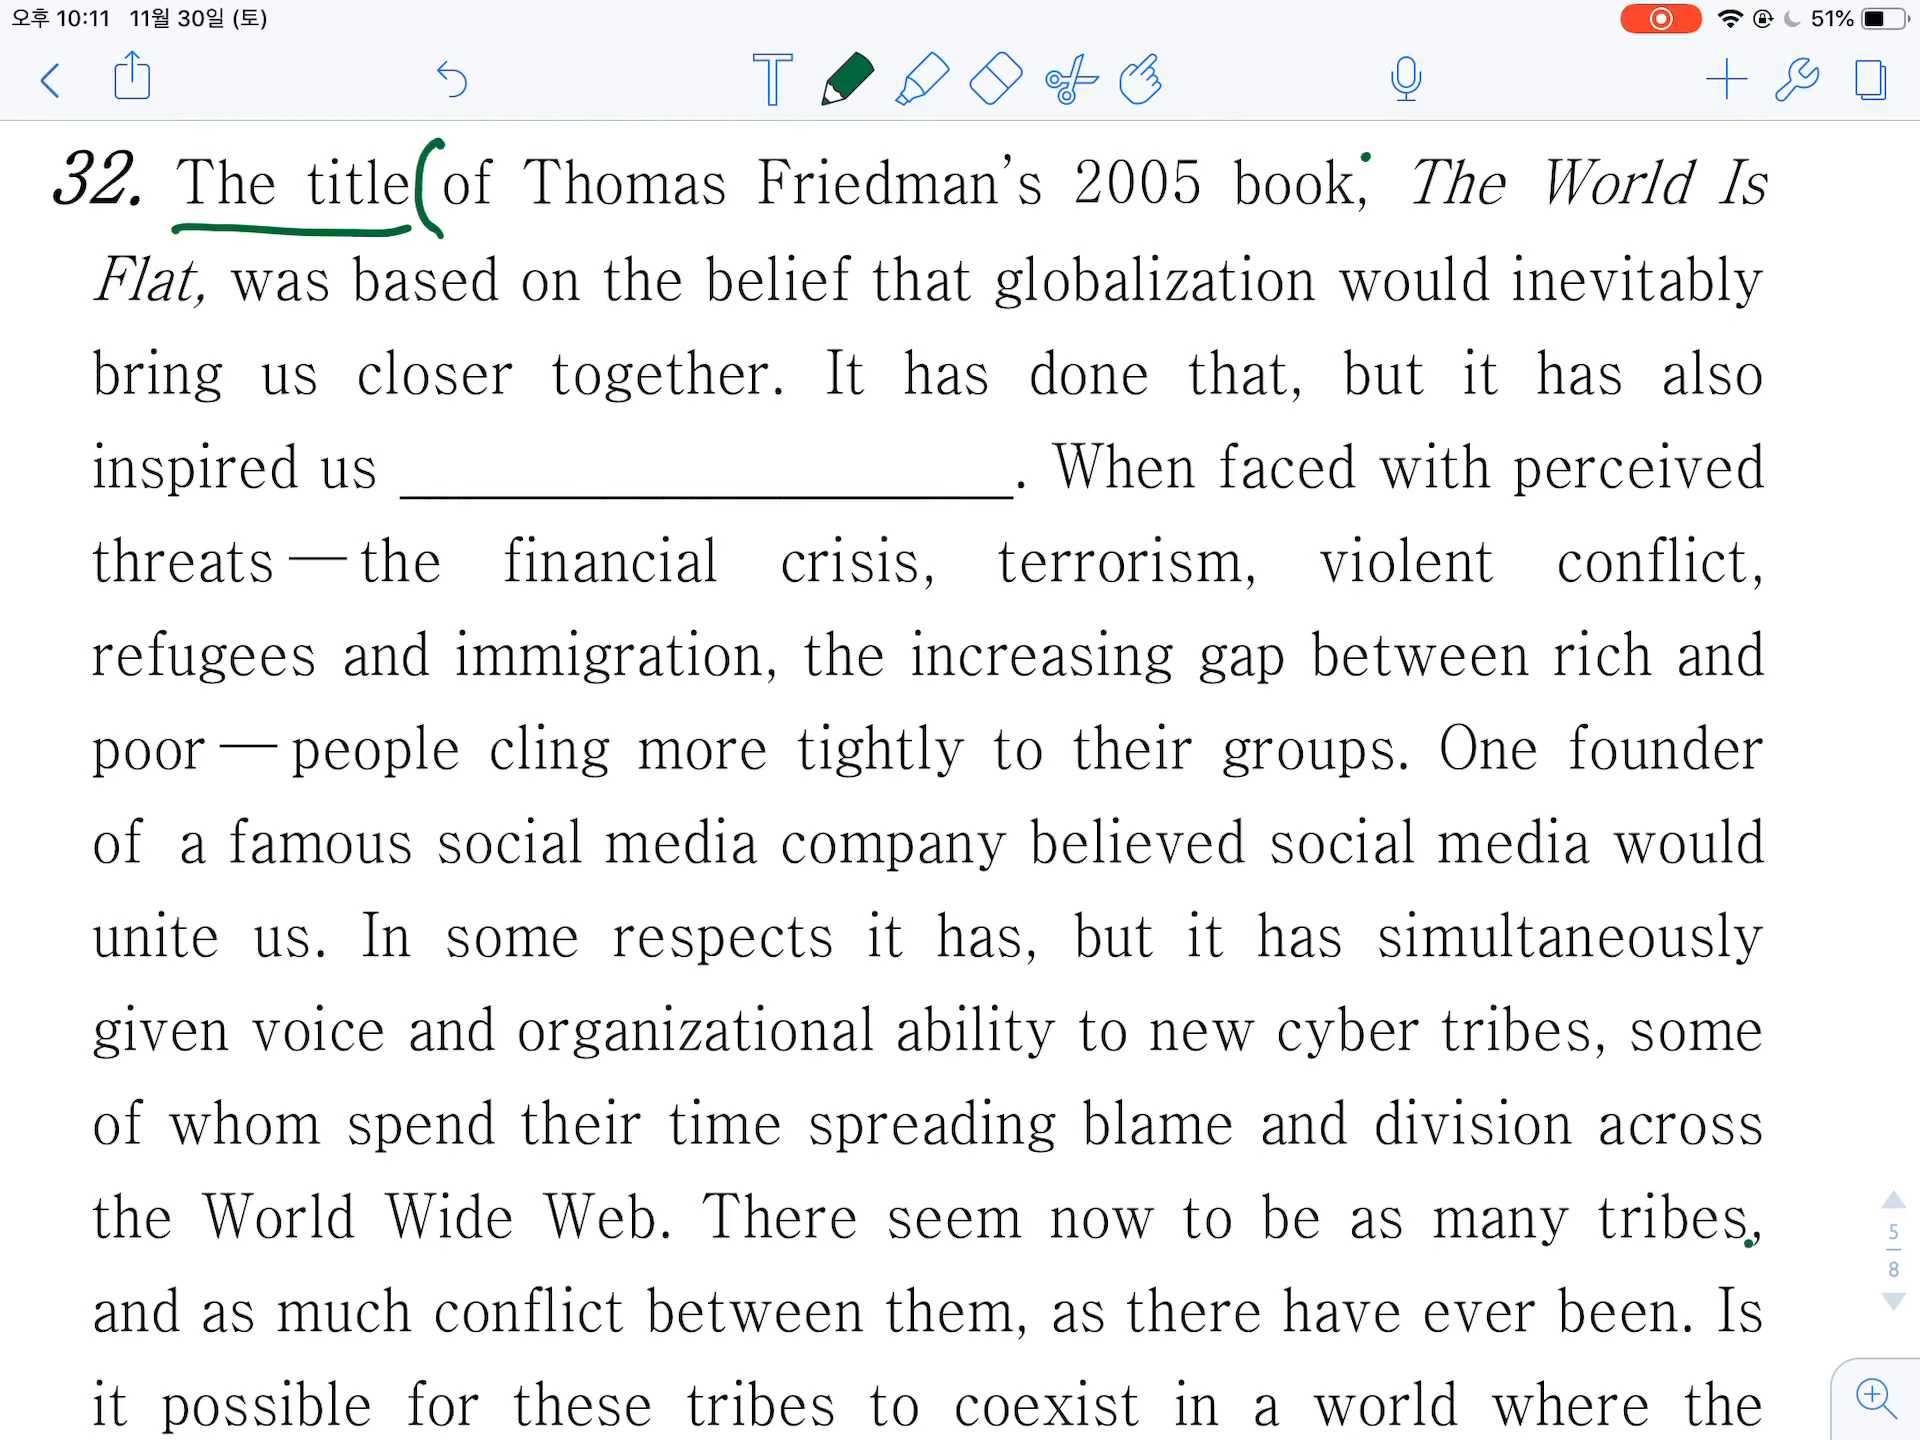 오후 10:11 11월 30일 (토) 51%
32. The title of Thomas Friedman's 2005 book, The World Is
Flat, was based on the belief that globalization would inevitably
bring us closer together. It has done that, but it has also
inspired us ____________________. When faced with perceived
threats—the financial crisis, terrorism, violent conflict,
refugees and immigration, the increasing gap between rich and
poor—people cling more tightly to their groups. One founder
of a famous social media company believed social media would
unite us. In some respects it has, but it has simultaneously
given voice and organizational ability to new cyber tribes, some
of whom spend their time spreading blame and division across
the World Wide Web. There seem now to be as many tribes,
and as much conflict between them, as there have ever been. Is
it possible for these tribes to coexist in a world where the
5
8